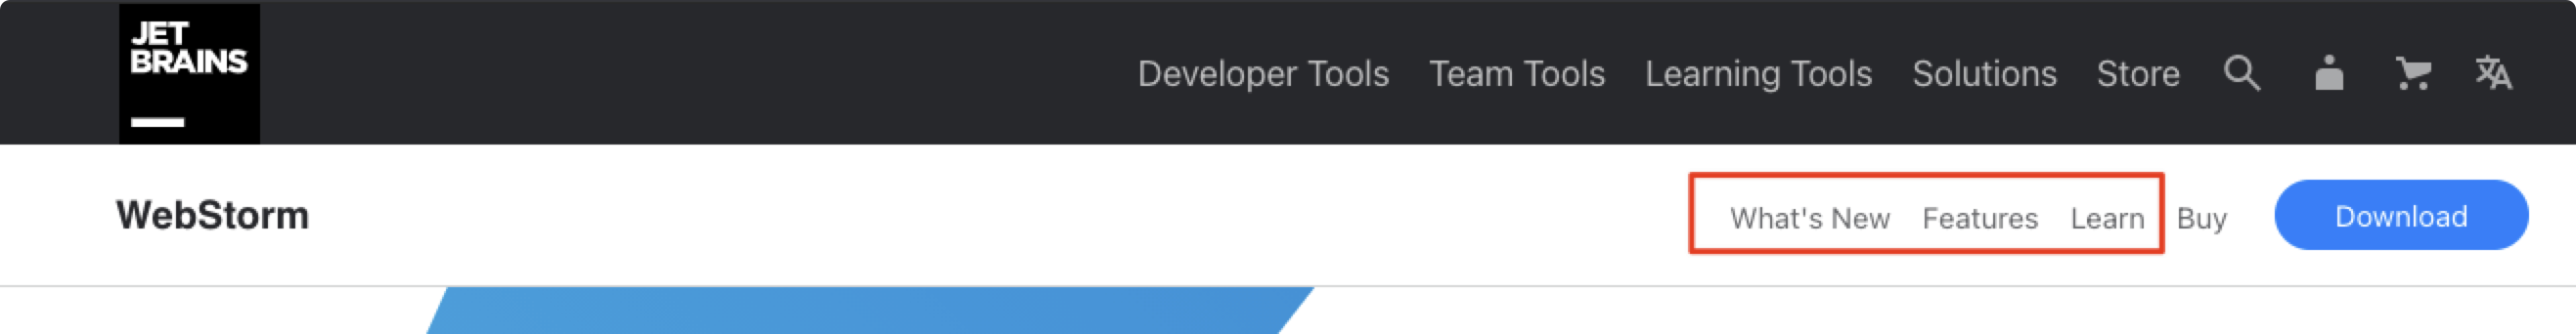 JET
BRAINS
Developer Tools Team Tools Learning Tools Solutions Store
WebStorm
What's New Features Learn Buy Download